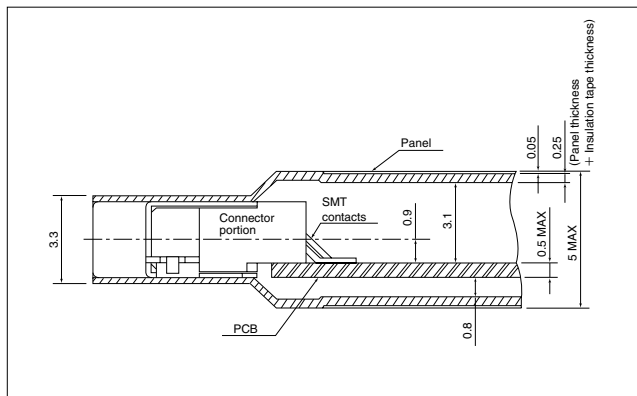 (Panel thickness
+ Insulation tape thickness)
0.25
0.05
Panel
SMT
contacts
Connector
portion
0.9
3.1
0.5 MAX
5 MAX
3.3
PCB
0.8